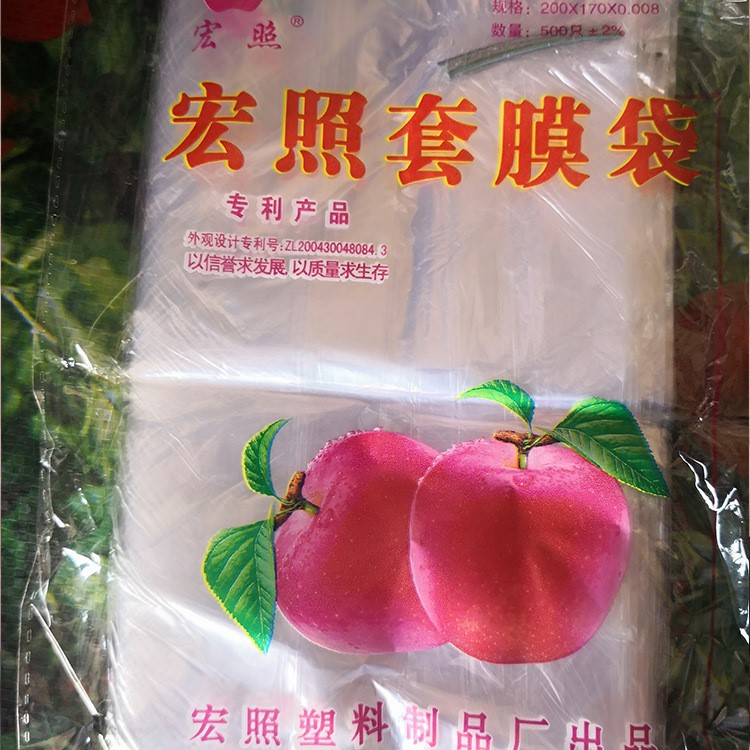 规格：200X170X0.008
宏照®
数量：500只±2%
宏照套膜袋
专利产品
外观设计专利号：ZL200430048084.3
以信誉求发展，以质量求生存
宏照塑料制品厂出品